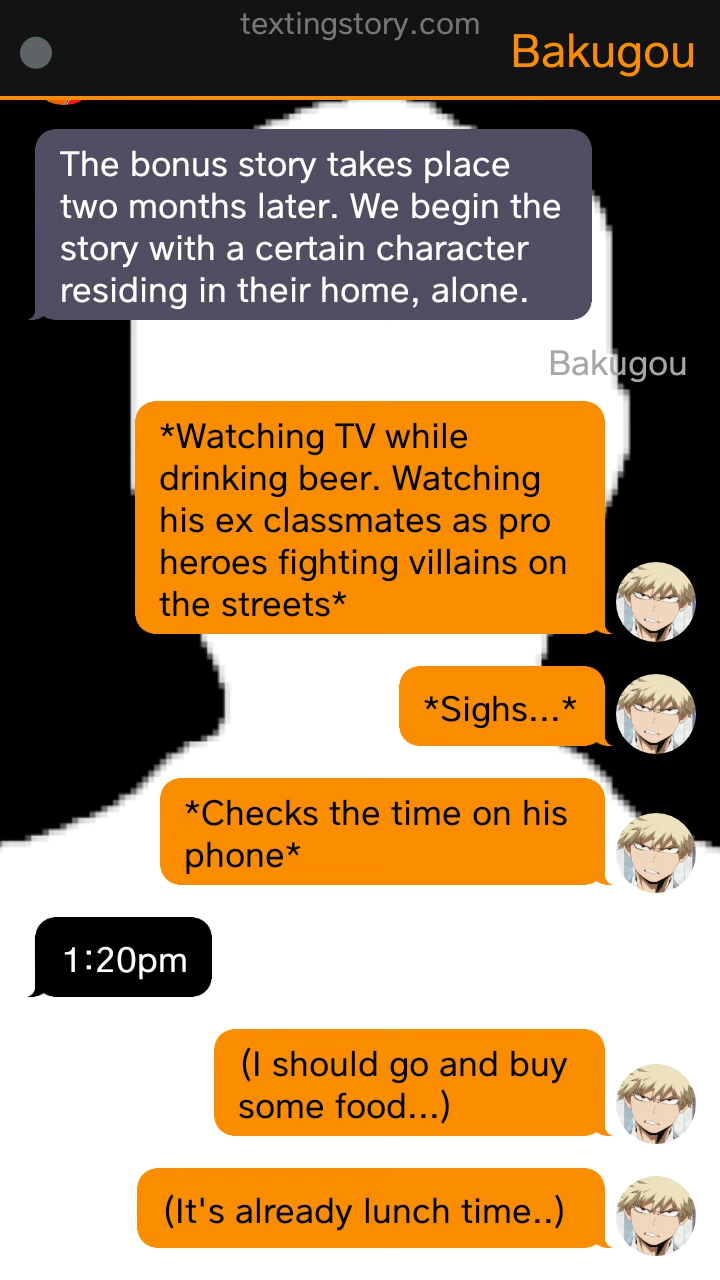 textingstory.com
Bakugou
The bonus story takes place
two months later. We begin the
story with a certain character
residing in their home, alone.
Bakugou
*Watching TV while
drinking beer. Watching
his ex classmates as pro
heroes fighting villains on
the streets*
*Sighs...*
*Checks the time on his
phone*
1:20pm
(I should go and buy
some food...)
(It's already lunch time..)